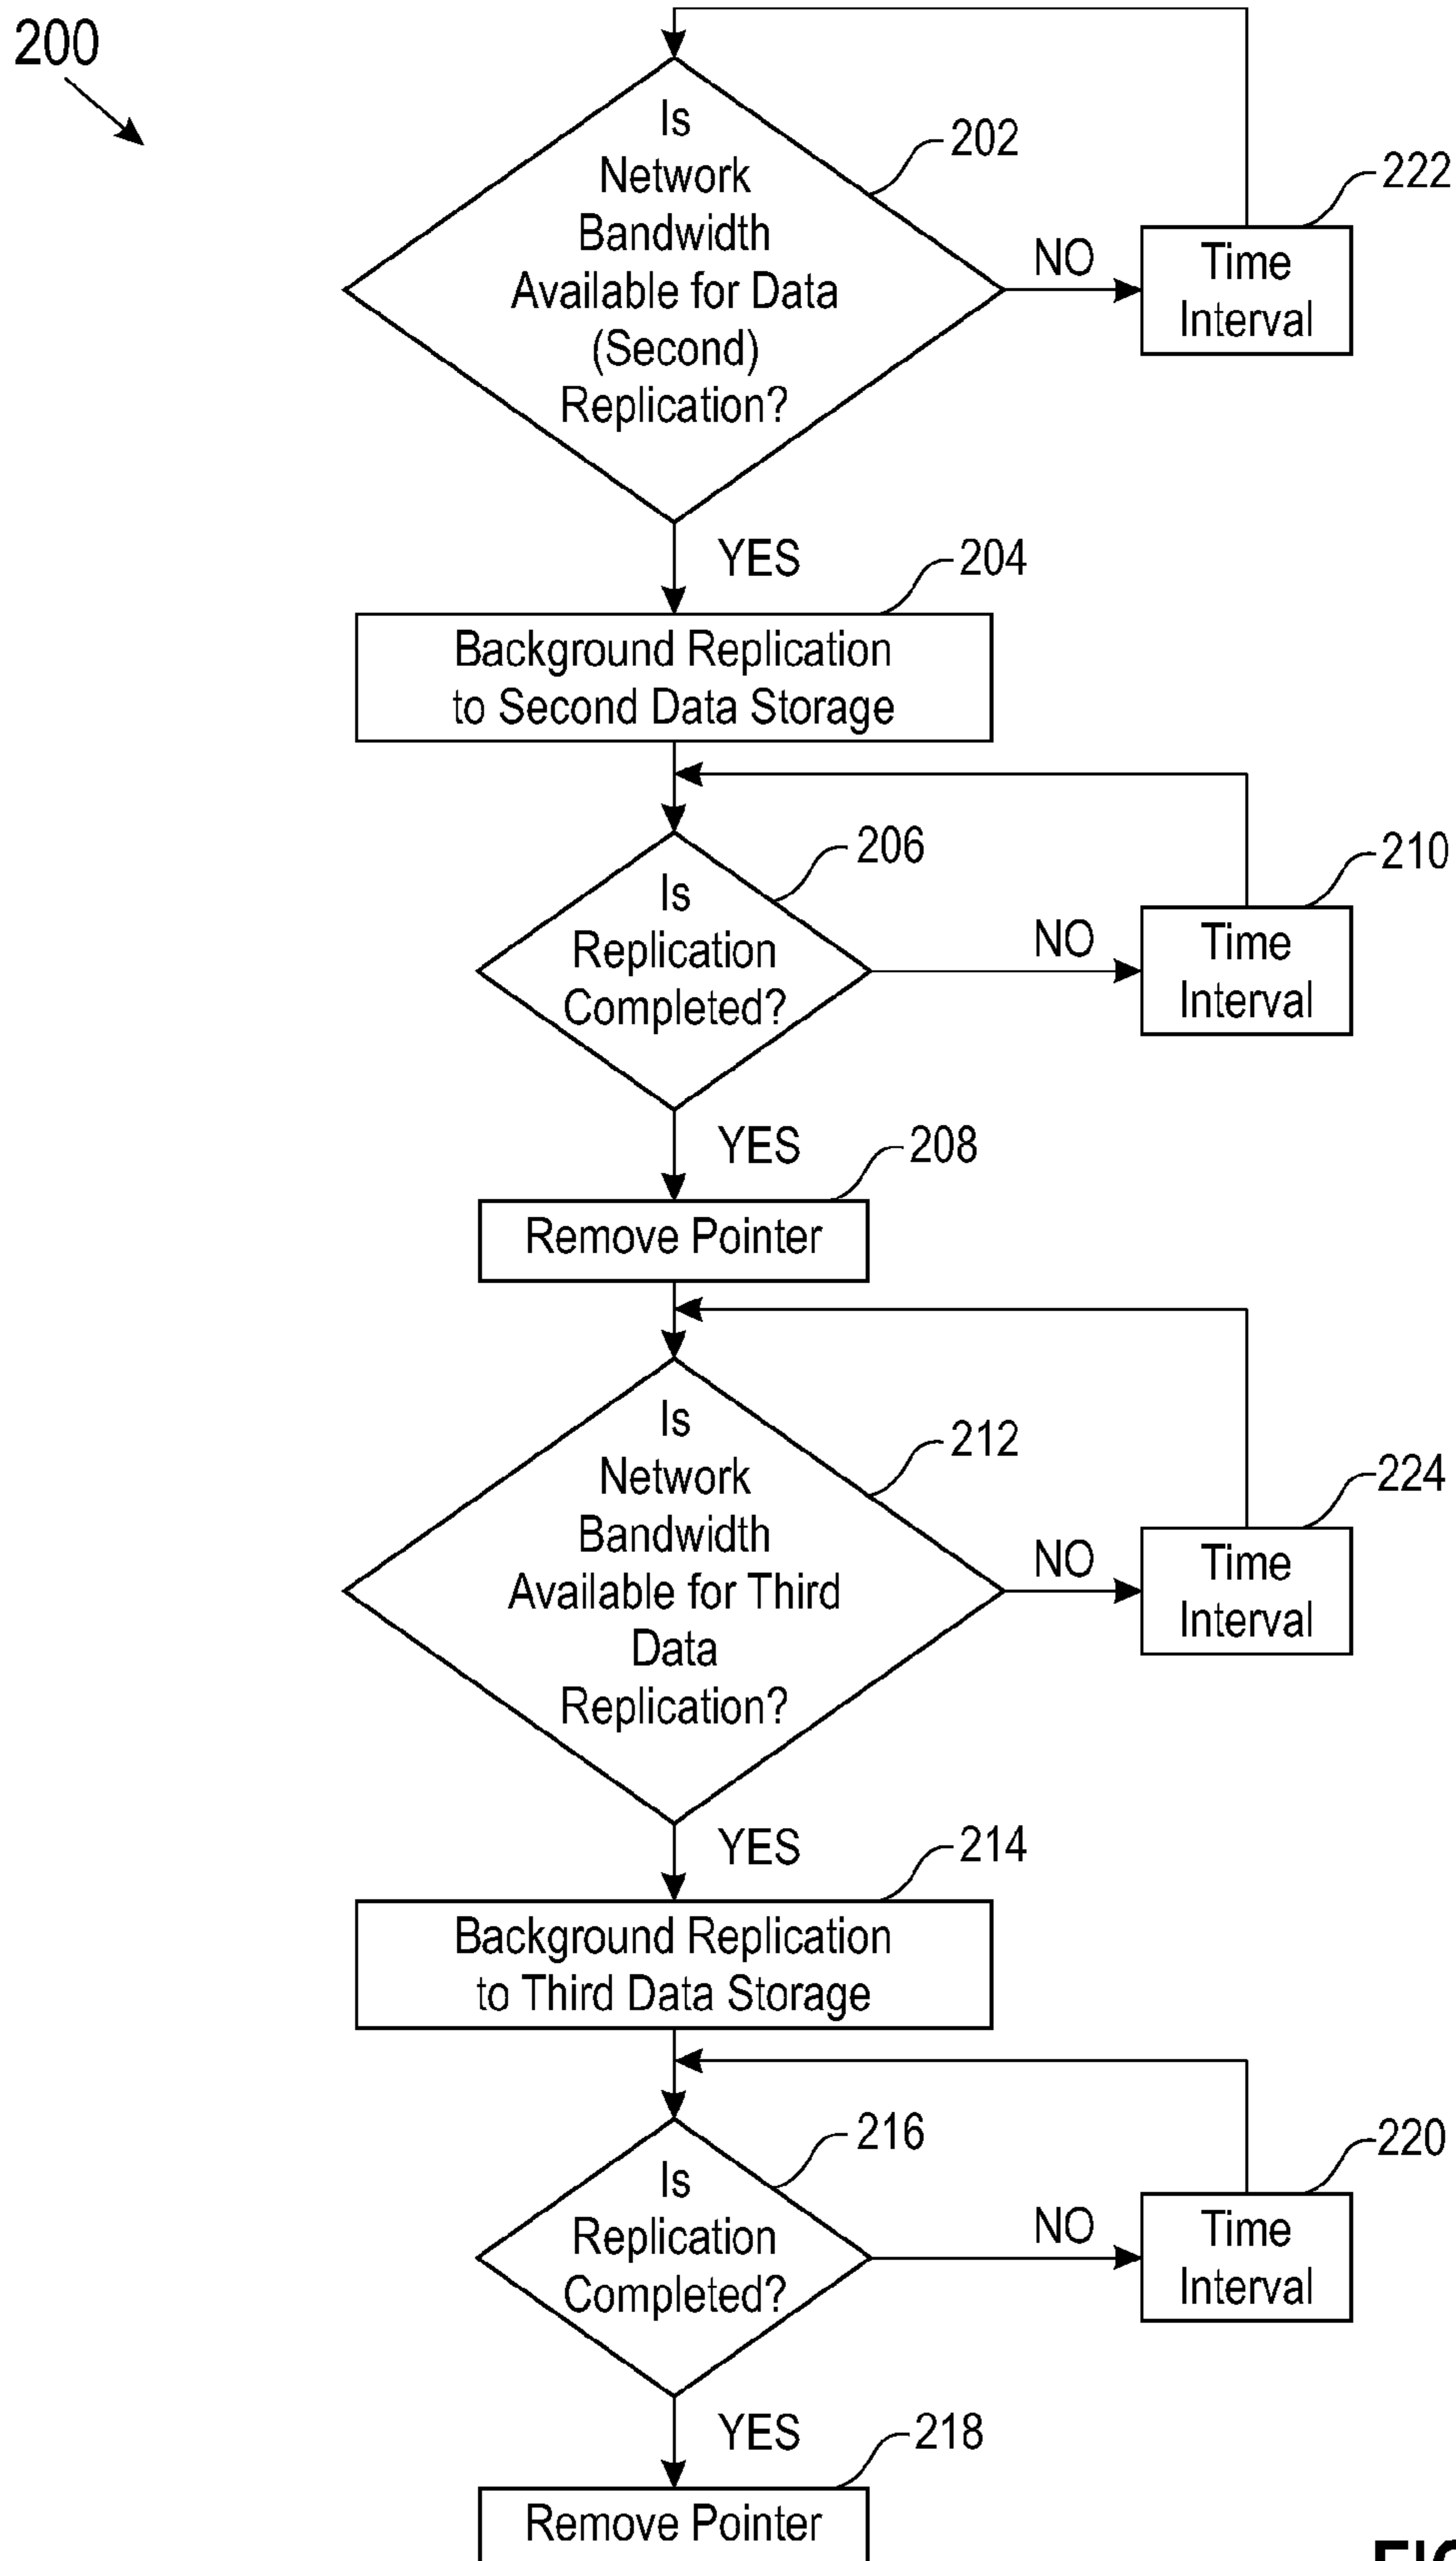 200
Is
Network
Bandwidth
Available for Data
(Second)
Replication?
202
NO
222
Time
Interval
YES
204
Background Replication
to Second Data Storage
206
Is
Replication
Completed?
NO
210
Time
Interval
YES
208
Remove Pointer
Is
Network
Bandwidth
Available for Third
Data
Replication?
212
NO
224
Time
Interval
YES
214
Background Replication
to Third Data Storage
216
Is
Replication
Completed?
NO
220
Time
Interval
YES
218
Remove Pointer